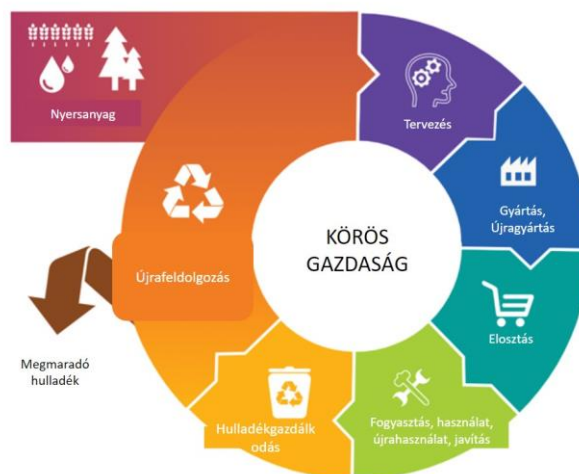 Nyersanyag
Tervezés
Gyártás,
Újragyártás
KÖRÖS
GAZDASÁG
Újrafeldolgozás
Elosztás
Megmaradó
hulladék
Hulladékgazdálk
odás
Fogyasztás, használat,
újrahasználat, javítás